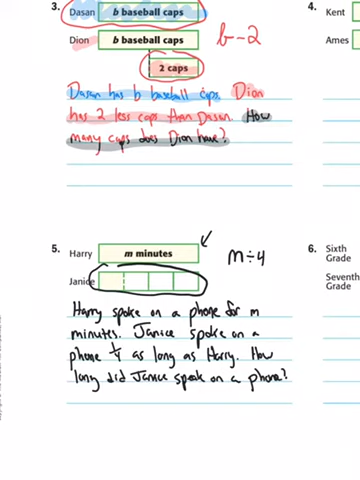 3.
Dasan b baseball caps
Dion b baseball caps
b - 2
2 caps
Dasan has b baseball caps. Dion
has 2 less caps than Dasan. How
many caps does Dion have?
4.
Kent
Ames
5.
Harry m minutes
Janice
m ÷ 4
Harry spoke on a phone for m
minutes. Janice spoke on a
phone 1/4 as long as Harry. How
long did Janice speak on a phone?
6.
Sixth
Grade
Seventh
Grade